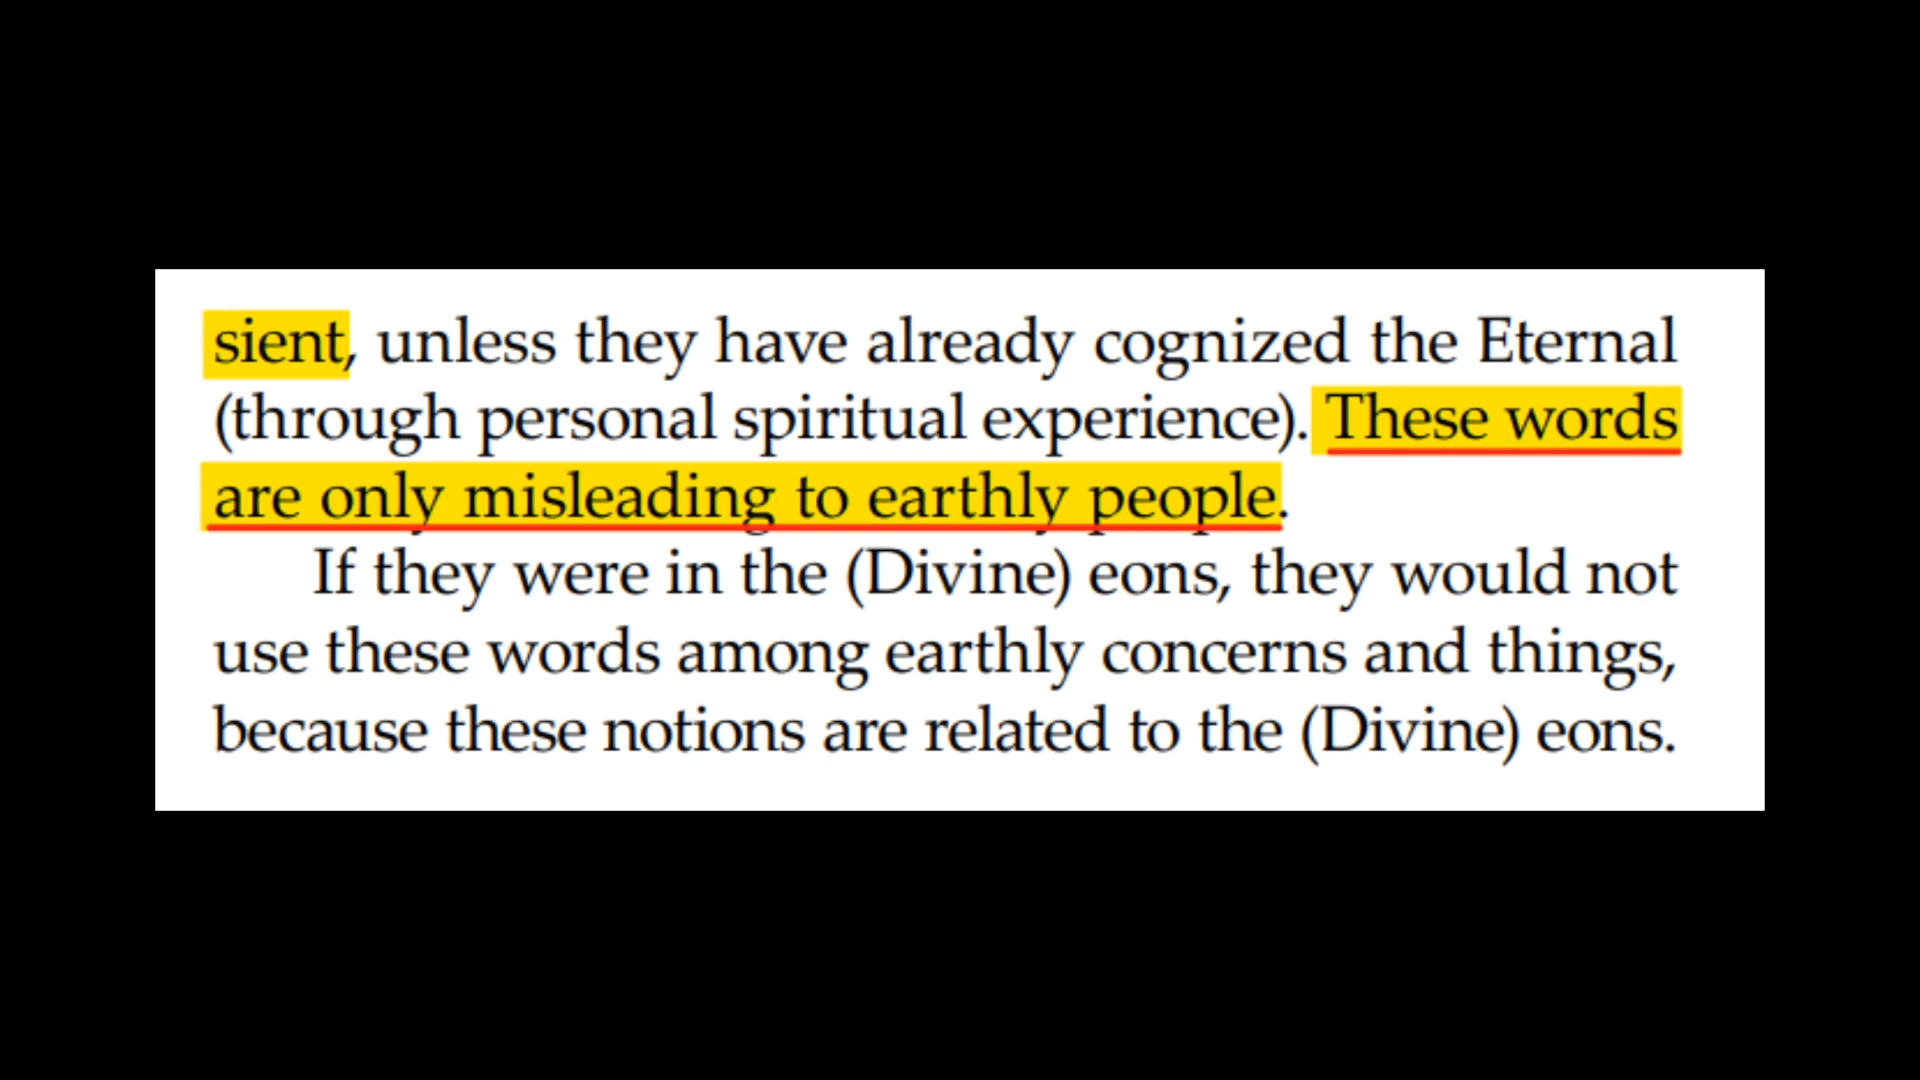 sient, unless they have already cognized the Eternal
(through personal spiritual experience). These words
are only misleading to earthly people.
If they were in the (Divine) eons, they would not
use these words among earthly concerns and things,
because these notions are related to the (Divine) eons.